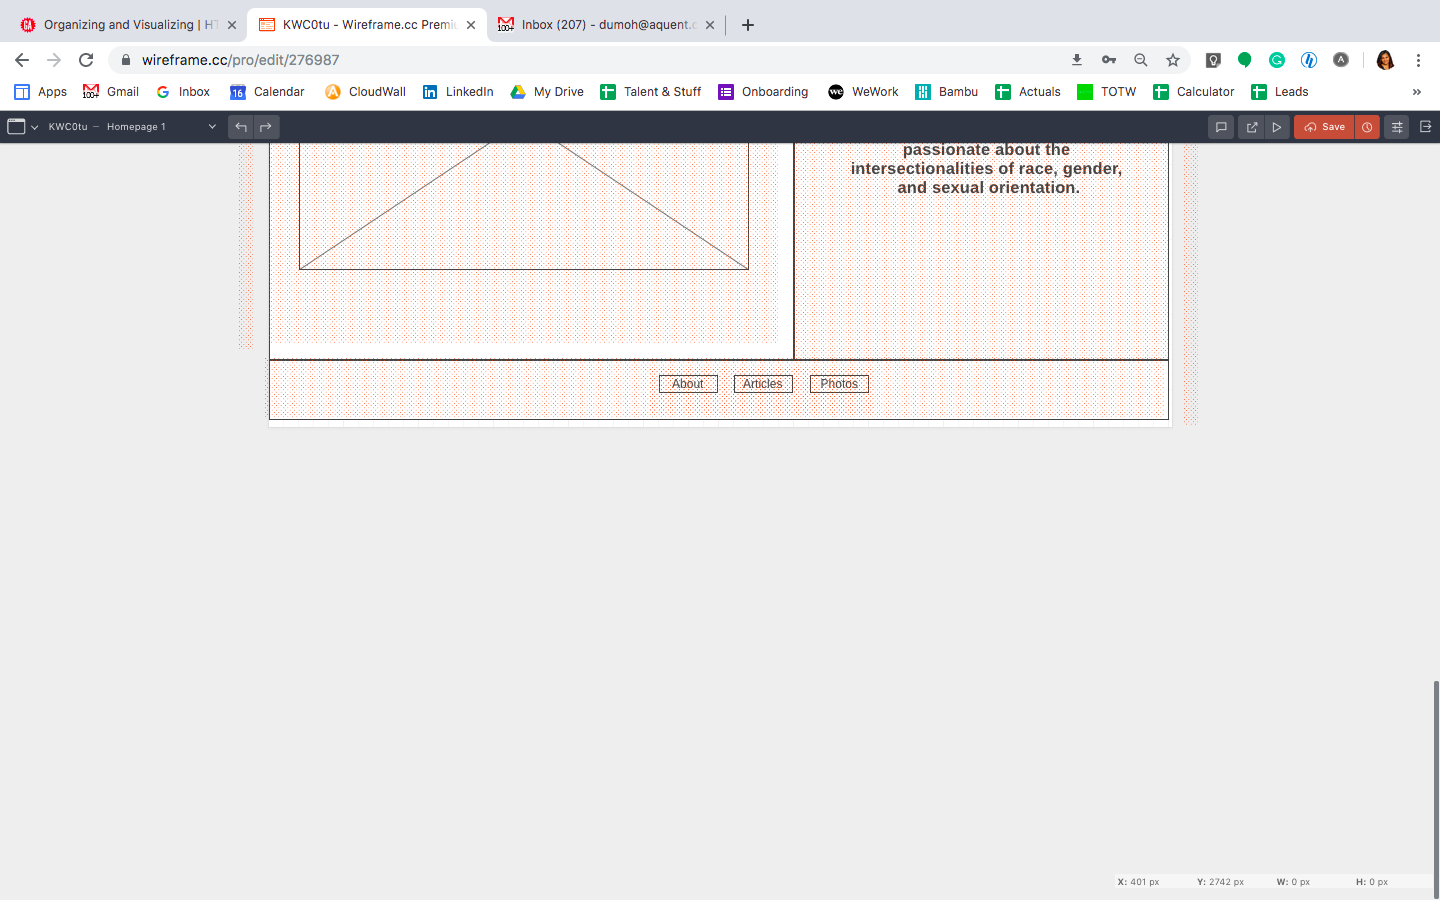 Organizing and Visualizing | HT
KWC0tu - Wireframe.cc Premiu
Inbox (207) - dumoh@aquent.c
wireframe.cc/pro/edit/276987
Apps
100+
Gmail
Inbox
16
Calendar
CloudWall
LinkedIn
My Drive
Talent & Stuff
Onboarding
we
WeWork
Bambu
Actuals
TOTW
Calculator
Leads
»
KWC0tu – Homepage 1
Save
passionate about the
intersectionalities of race, gender,
and sexual orientation.
About
Articles
Photos
X: 401 px
Y: 2742 px
W: 0 px
H: 0 px